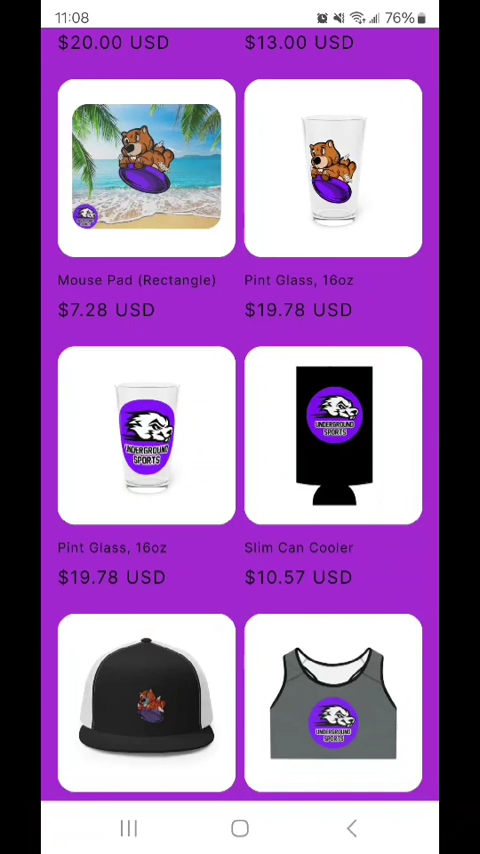 11:08
76%
$20.00 USD
$13.00 USD
Mouse Pad (Rectangle)
Pint Glass, 16oz
$7.28 USD
$19.78 USD
UNDERGROUND
SPORTS
UNDERGROUND
SPORTS
Pint Glass, 16oz
Slim Can Cooler
$19.78 USD
$10.57 USD
UNDERGROUND
SPORTS